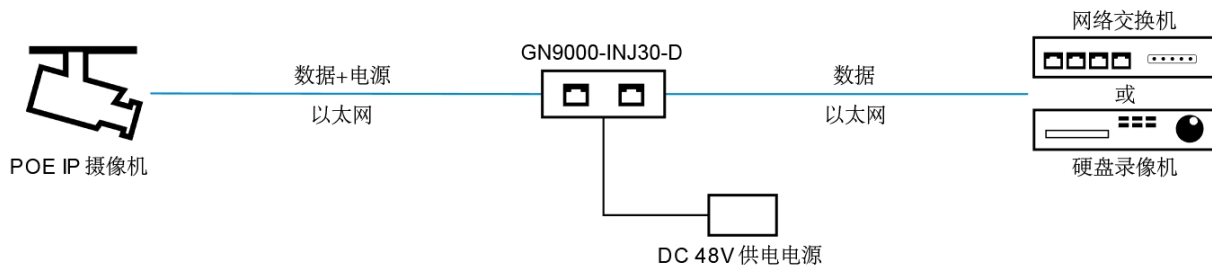 网络交换机
GN9000-INJ30-D
数据+电源
数据
以太网
以太网
或
POE IP 摄像机
硬盘录像机
DC 48V 供电电源